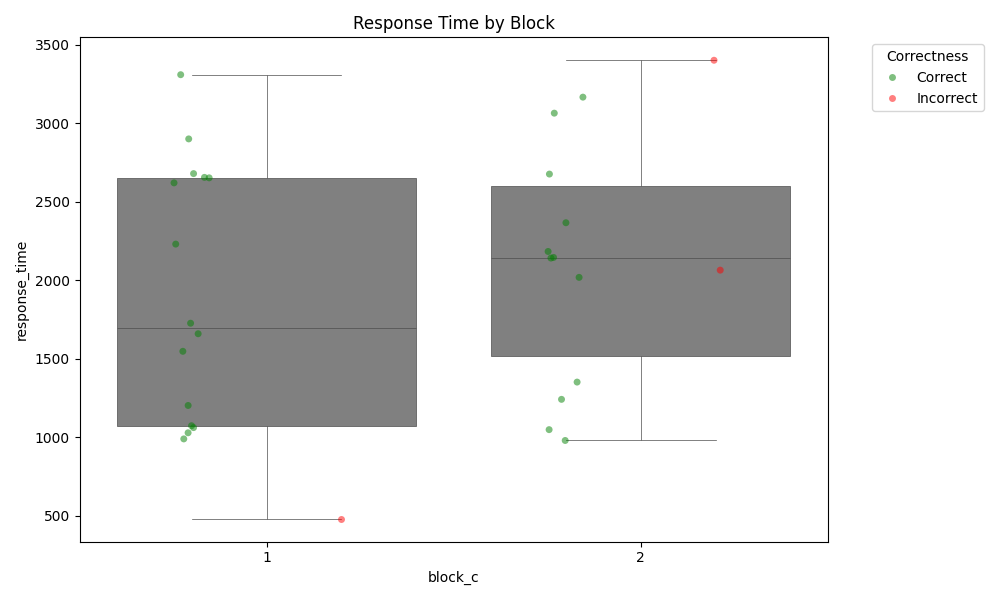 Response Time by Block
Correctness
Correct
Incorrect
response_time
3500
3000
2500
2000
1500
1000
500
1
2
block_c